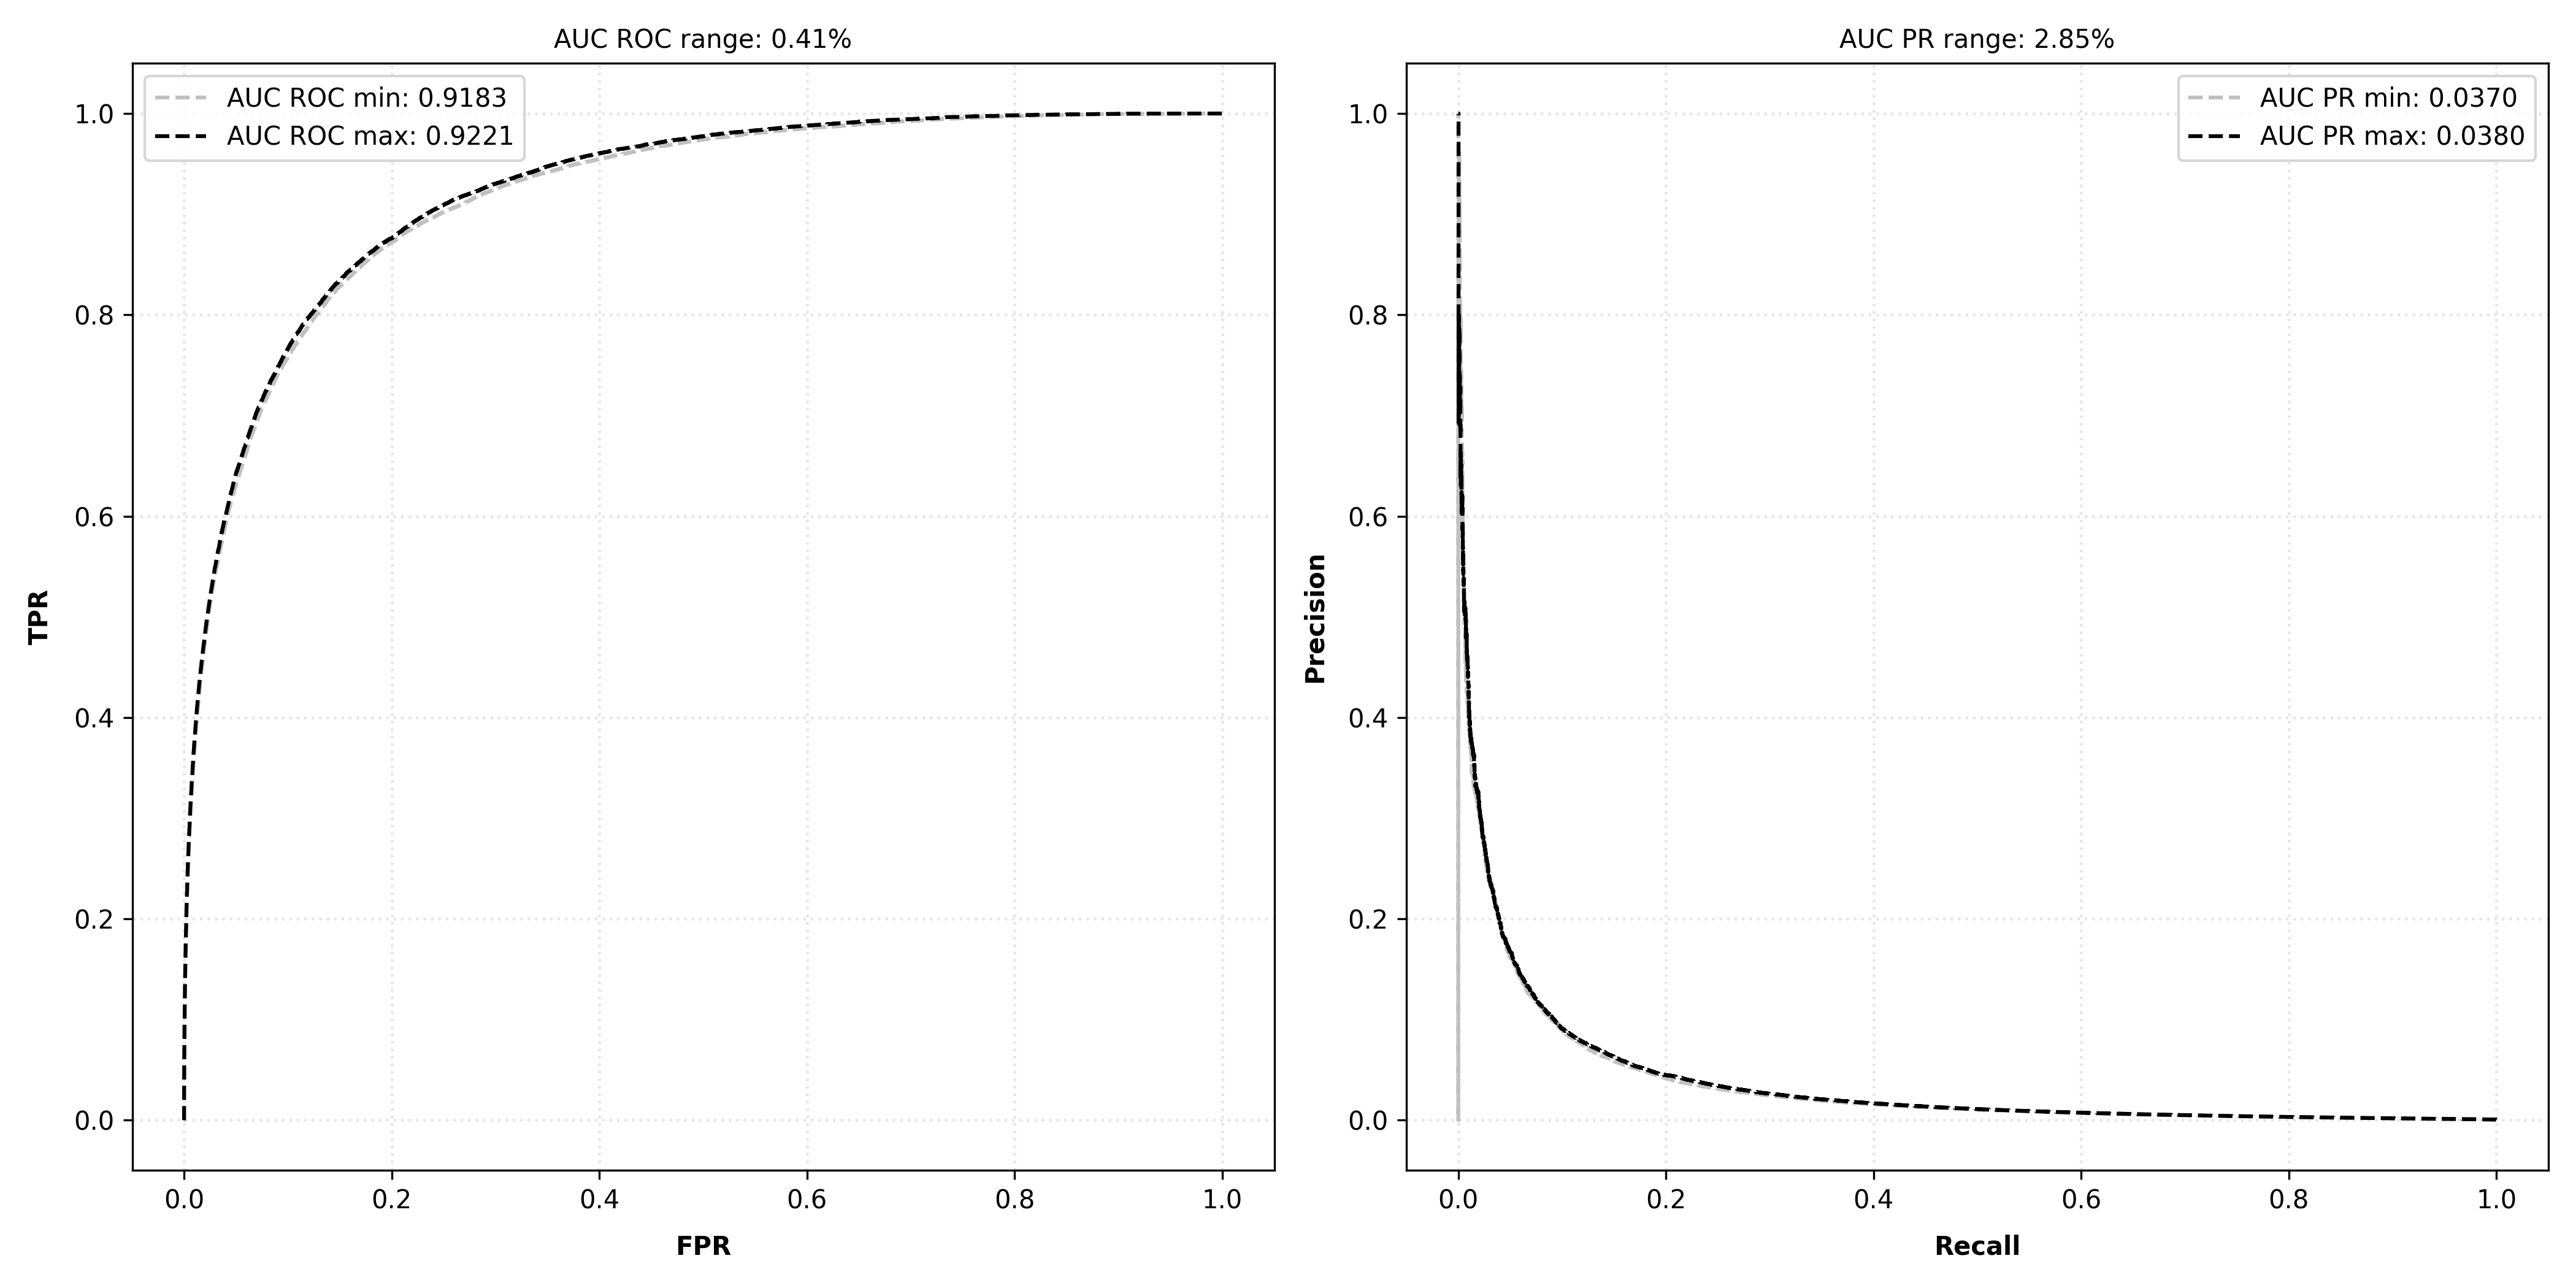 AUC ROC range: 0.41%
AUC ROC min: 0.9183
AUC ROC max: 0.9221
1.0
0.8
0.6
0.4
0.2
0.0
TPR
0.0 0.2 0.4 0.6 0.8 1.0
FPR
AUC PR range: 2.85%
AUC PR min: 0.0370
AUC PR max: 0.0380
1.0
0.8
0.6
0.4
0.2
0.0
Precision
0.0 0.2 0.4 0.6 0.8 1.0
Recall